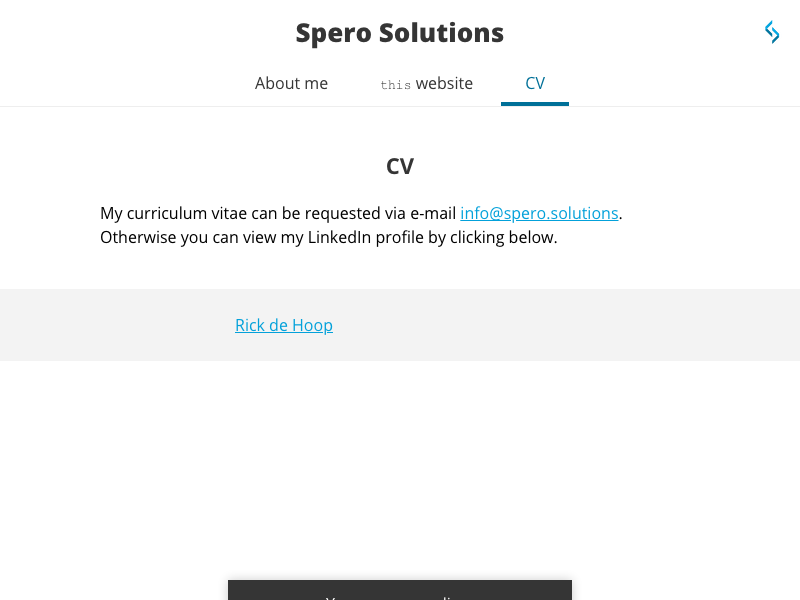 Spero Solutions
About me
this website
CV
CV
My curriculum vitae can be requested via e-mail info@spero.solutions.
Otherwise you can view my LinkedIn profile by clicking below.
Rick de Hoop